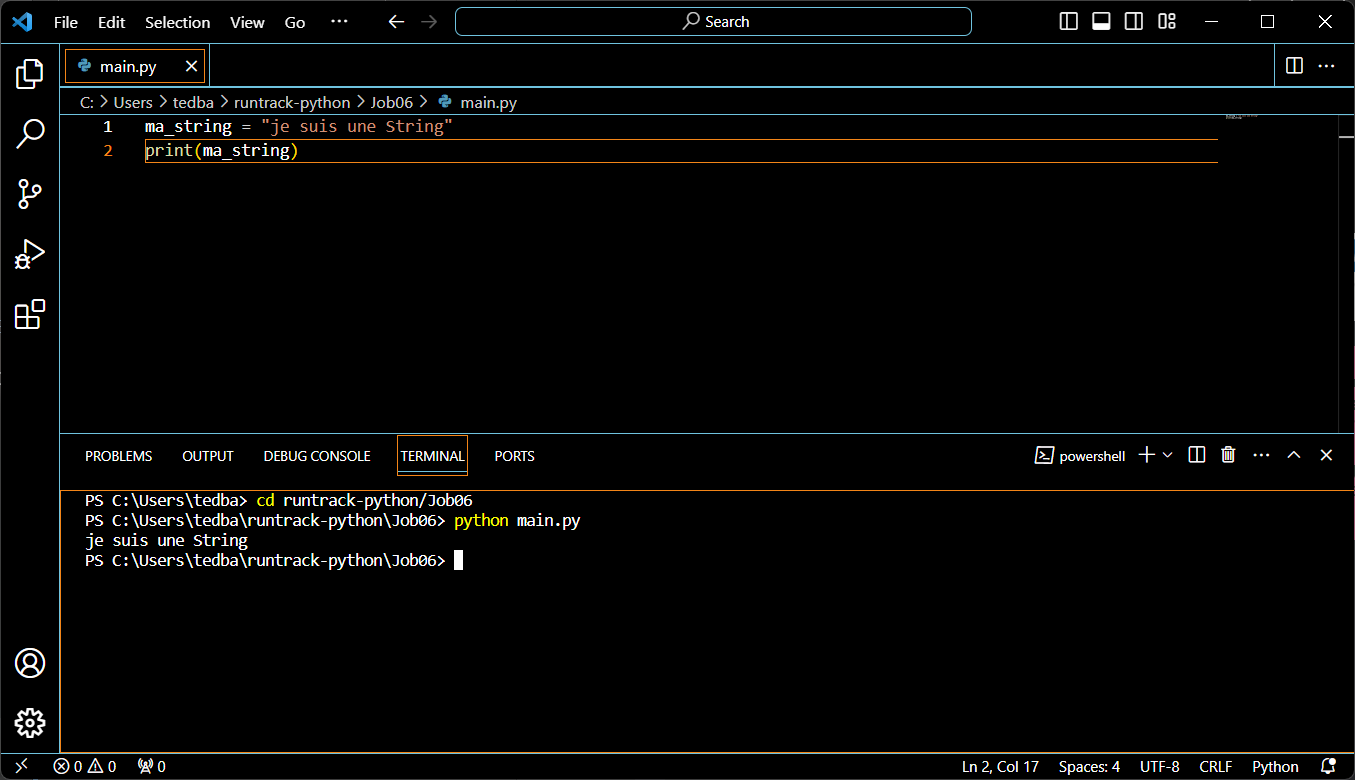 File Edit Selection View Go ··· Search
main.py
C: > Users > tedba > runtrack-python > Job06 > main.py
1 ma_string = "je suis une String"
2 print(ma_string)
PROBLEMS OUTPUT DEBUG CONSOLE TERMINAL PORTS powershell
PS C:\Users\tedba> cd runtrack-python/Job06
PS C:\Users\tedba\runtrack-python\Job06> python main.py
je suis une String
PS C:\Users\tedba\runtrack-python\Job06>
0 0 0 Ln 2, Col 17 Spaces: 4 UTF-8 CRLF Python